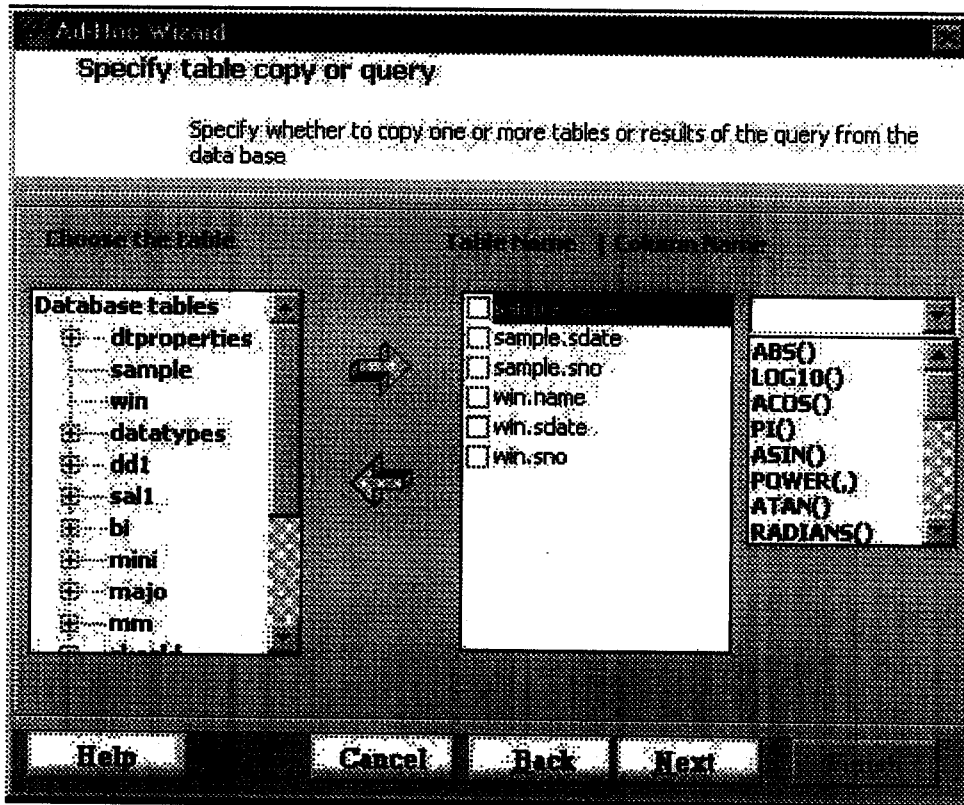 Ad-Hoc Wizard
Specify table copy or query
Specify whether to copy one or more tables or results of the query from the
data base
Choose the table
Table Name | Column Name
Database tables
dtproperties
sample
win
datatypes
dd1
sal1
bi
mini
majo
mm
sample.sdate
sample.sno
win.name
win.sdate
win.sno
ABS()
LOG10()
ACOS()
PI()
ASIN()
POWER(,)
ATAN()
RADIANS()
Help
Cancel
Back
Next